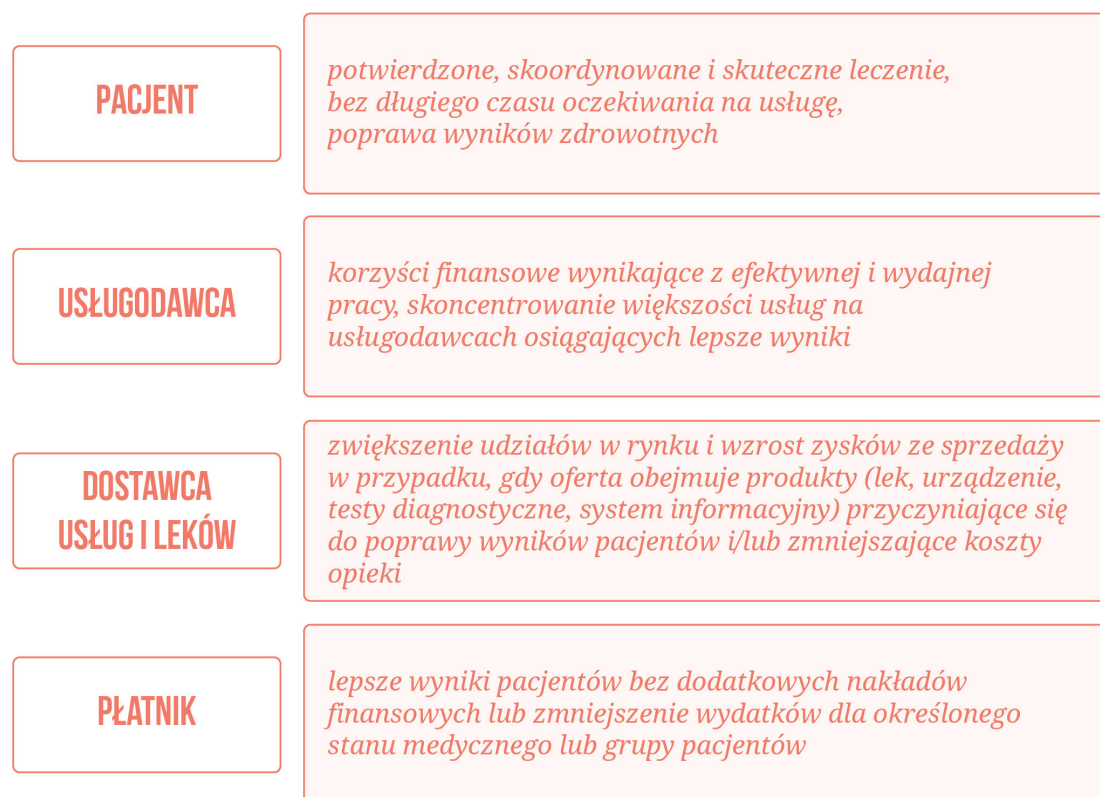 PACJENT
potwierdzone, skoordynowane i skuteczne leczenie,
bez długiego czasu oczekiwania na usługę,
poprawa wyników zdrowotnych
USŁUGODAWCA
korzyści finansowe wynikające z efektywnej i wydajnej
pracy, skoncentrowanie większości usług na
usługodawcach osiągających lepsze wyniki
DOSTAWCA
USŁUG I LEKÓW
zwiększenie udziałów w rynku i wzrost zysków ze sprzedaży
w przypadku, gdy oferta obejmuje produkty (lek, urządzenie,
testy diagnostyczne, system informacyjny) przyczyniające się
do poprawy wyników pacjentów i/lub zmniejszające koszty
opieki
PŁATNIK
lepsze wyniki pacjentów bez dodatkowych nakładów
finansowych lub zmniejszenie wydatków dla określonego
stanu medycznego lub grupy pacjentów